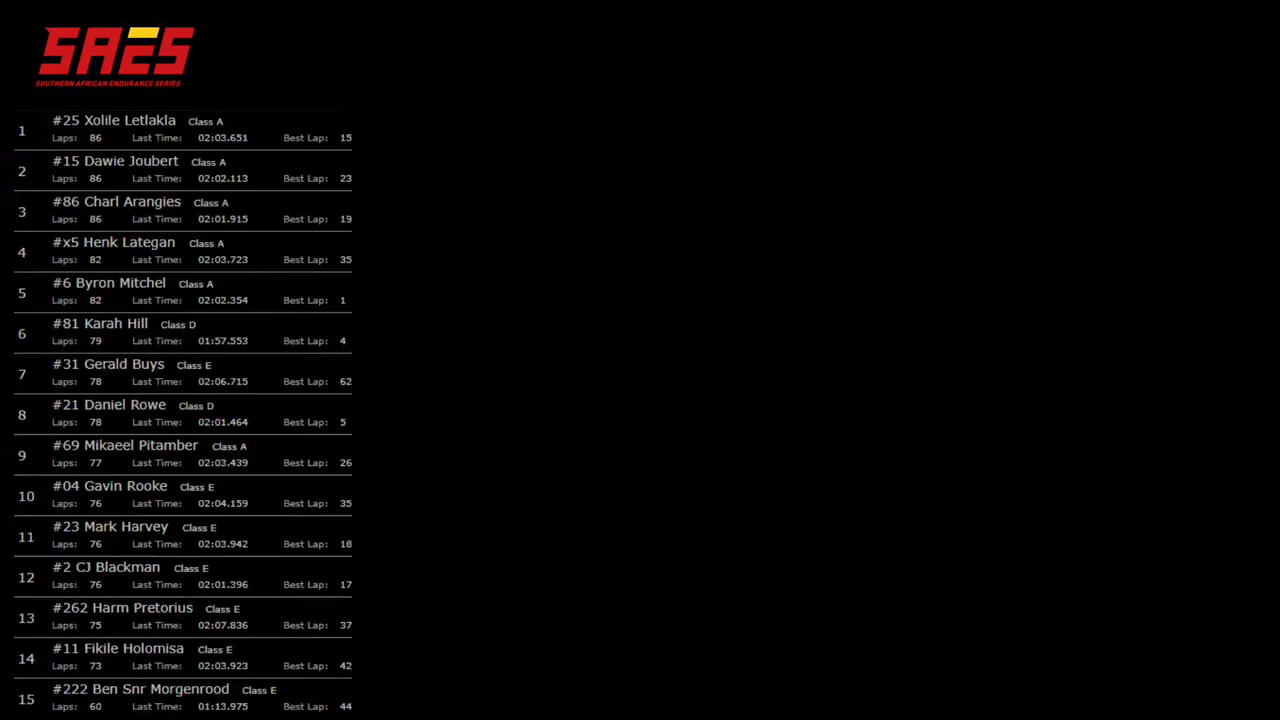 SAES
SOUTHERN AFRICAN ENDURANCE SERIES
1 #25 Xolile Letlakla Class A
Laps: 86 Last Time: 02:03.651 Best Lap: 15
2 #15 Dawie Joubert Class A
Laps: 86 Last Time: 02:02.113 Best Lap: 23
3 #86 Charl Arangies Class A
Laps: 86 Last Time: 02:01.915 Best Lap: 19
4 #x5 Henk Lategan Class A
Laps: 82 Last Time: 02:03.723 Best Lap: 35
5 #6 Byron Mitchel Class A
Laps: 82 Last Time: 02:02.354 Best Lap: 1
6 #81 Karah Hill Class D
Laps: 79 Last Time: 01:57.553 Best Lap: 4
7 #31 Gerald Buys Class E
Laps: 78 Last Time: 02:06.715 Best Lap: 62
8 #21 Daniel Rowe Class D
Laps: 78 Last Time: 02:01.464 Best Lap: 5
9 #69 Mikaeel Pitamber Class A
Laps: 77 Last Time: 02:03.439 Best Lap: 26
10 #04 Gavin Rooke Class E
Laps: 76 Last Time: 02:04.159 Best Lap: 35
11 #23 Mark Harvey Class E
Laps: 76 Last Time: 02:03.942 Best Lap: 18
12 #2 CJ Blackman Class E
Laps: 76 Last Time: 02:01.396 Best Lap: 17
13 #262 Harm Pretorius Class E
Laps: 75 Last Time: 02:07.836 Best Lap: 37
14 #11 Fikile Holomisa Class E
Laps: 73 Last Time: 02:03.923 Best Lap: 42
15 #222 Ben Snr Morgenrood Class E
Laps: 60 Last Time: 01:13.975 Best Lap: 44